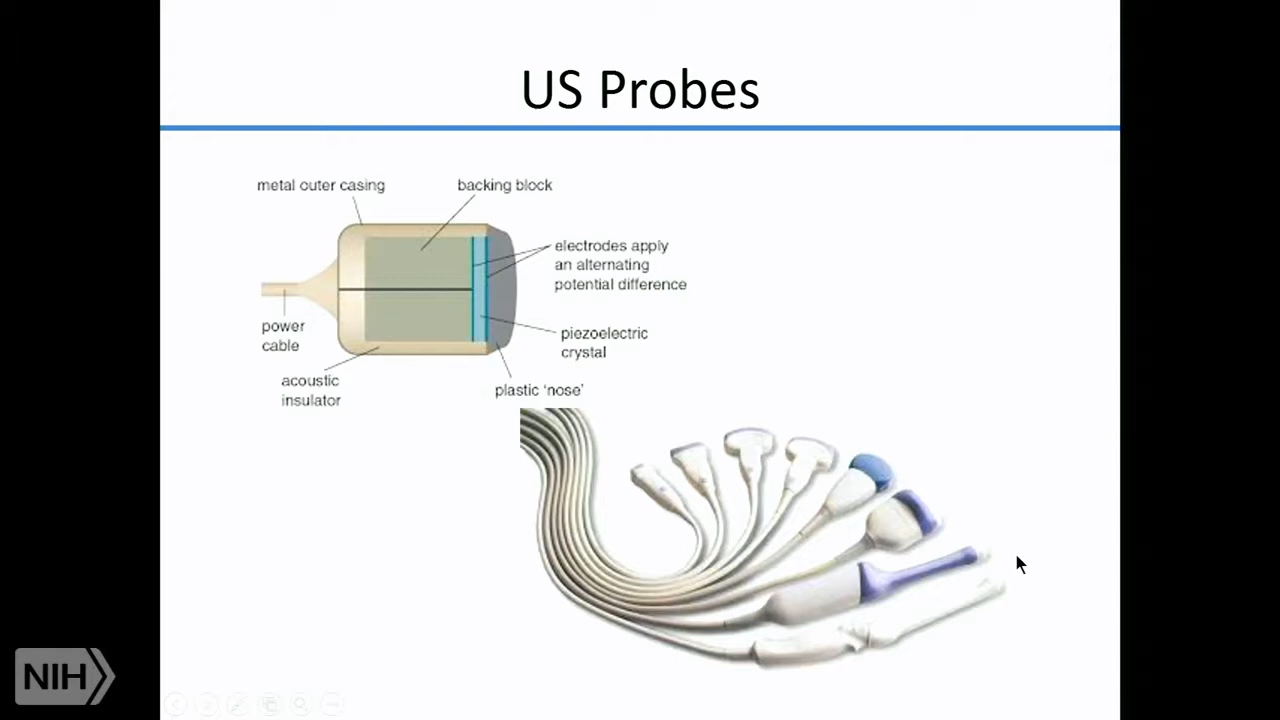 US Probes
metal outer casing
backing block
electrodes apply
an alternating
potential difference
power
cable
piezoelectric
crystal
acoustic
insulator
plastic ‘nose’
NIH